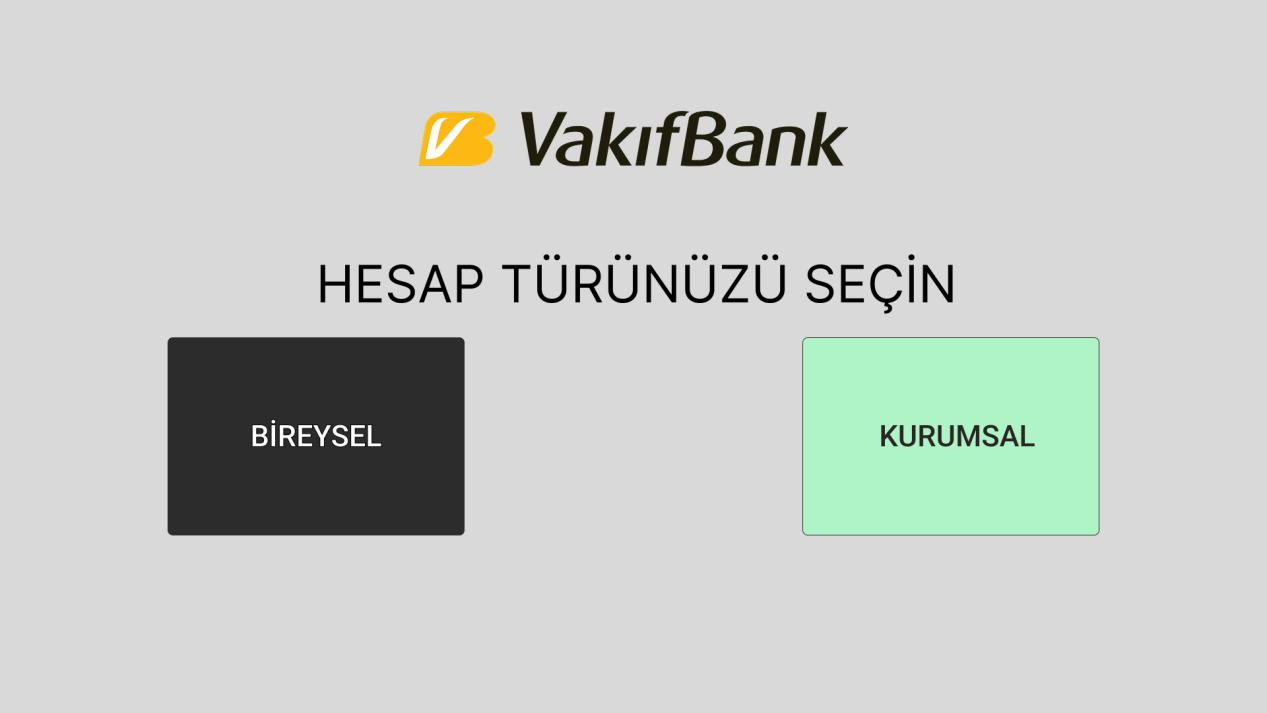 VakıfBank
HESAP TÜRÜNÜZÜ SEÇİN
BİREYSEL
KURUMSAL